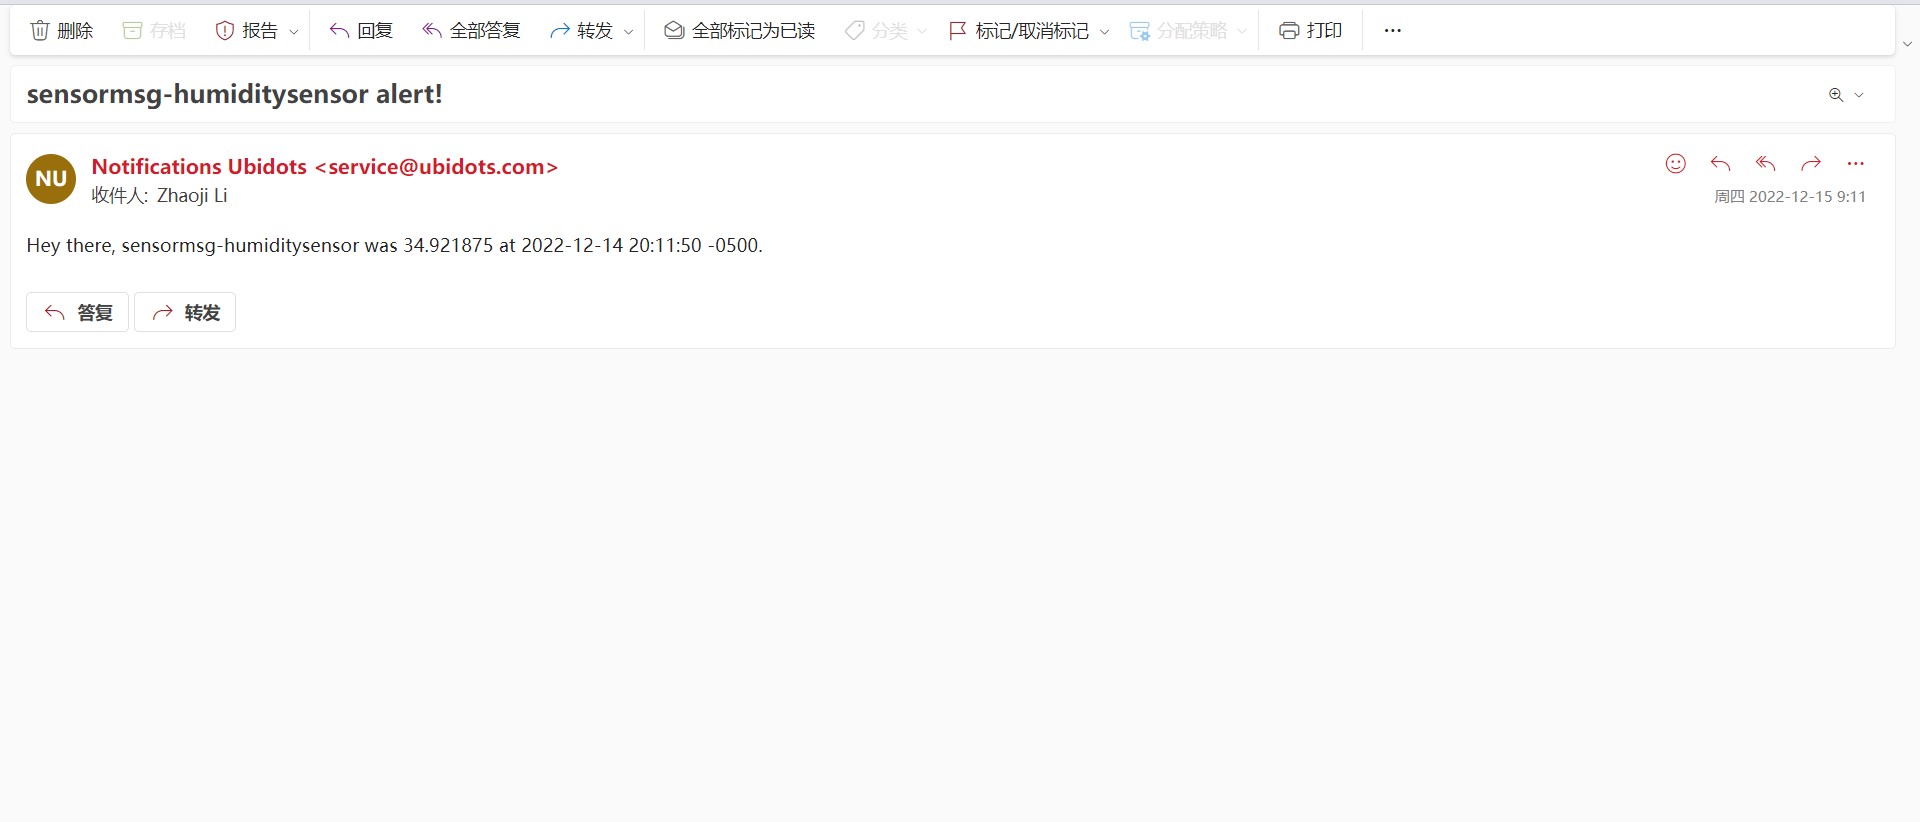 删除 存档 报告 回复 全部答复 转发 全部标记为已读 分类 标记/取消标记 分配策略 打印 ...
sensormsg-humiditysensor alert!
NU Notifications Ubidots <service@ubidots.com>
收件人: Zhaoji Li
周四 2022-12-15 9:11
Hey there, sensormsg-humiditysensor was 34.921875 at 2022-12-14 20:11:50 -0500.
答复 转发